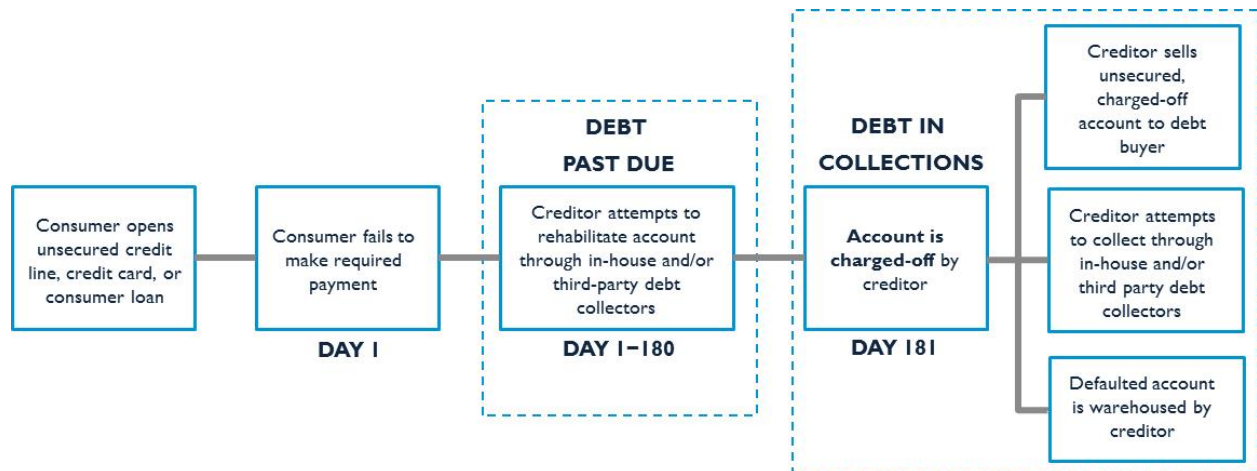 Consumer opens
unsecured credit
line, credit card, or
consumer loan
Consumer fails to
make required
payment
DAY 1
DEBT
PAST DUE
Creditor attempts to
rehabilitate account
through in-house and/or
third-party debt
collectors
DAY 1–180
DEBT IN
COLLECTIONS
Account is
charged-off by
creditor
DAY 181
Creditor sells
unsecured,
charged-off
account to debt
buyer
Creditor attempts
to collect through
in-house and/or
third party debt
collectors
Defaulted account
is warehoused by
creditor